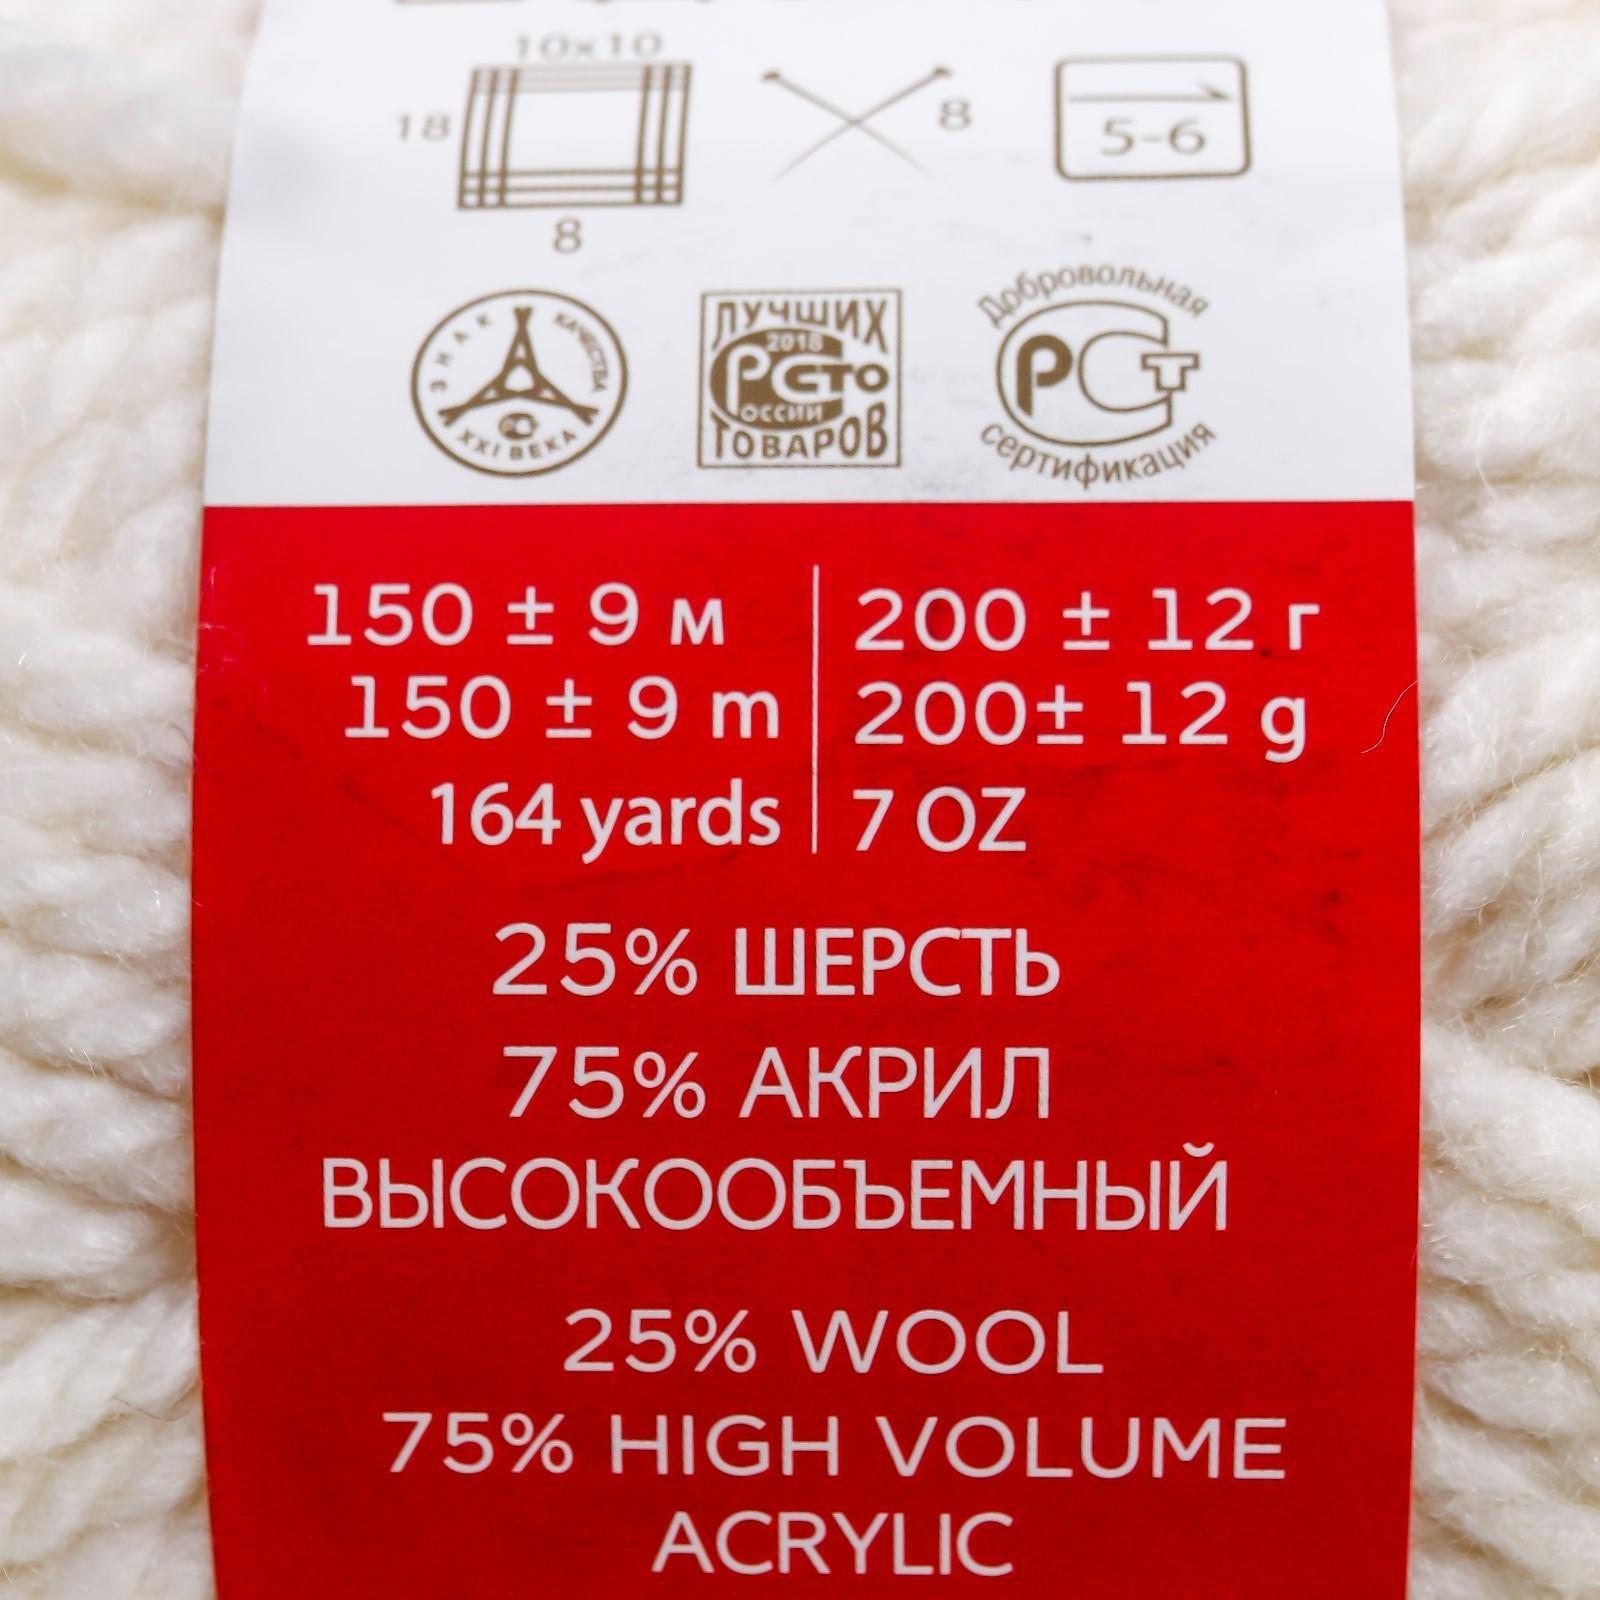 10x10
18
8
8
5-6
ЗНАК КАЧЕСТВА
XXI ВЕКА
ЛУЧШИХ
2018
РСТО
ОССИИ
ТОВАРОВ
Добровольная
РСТ
сертификация
150 ± 9 м
200 ± 12 г
150 ± 9 m
200± 12 g
164 yards
7 OZ
25% ШЕРСТЬ
75% АКРИЛ
ВЫСОКООБЪЕМНЫЙ
25% WOOL
75% HIGH VOLUME
ACRYLIC